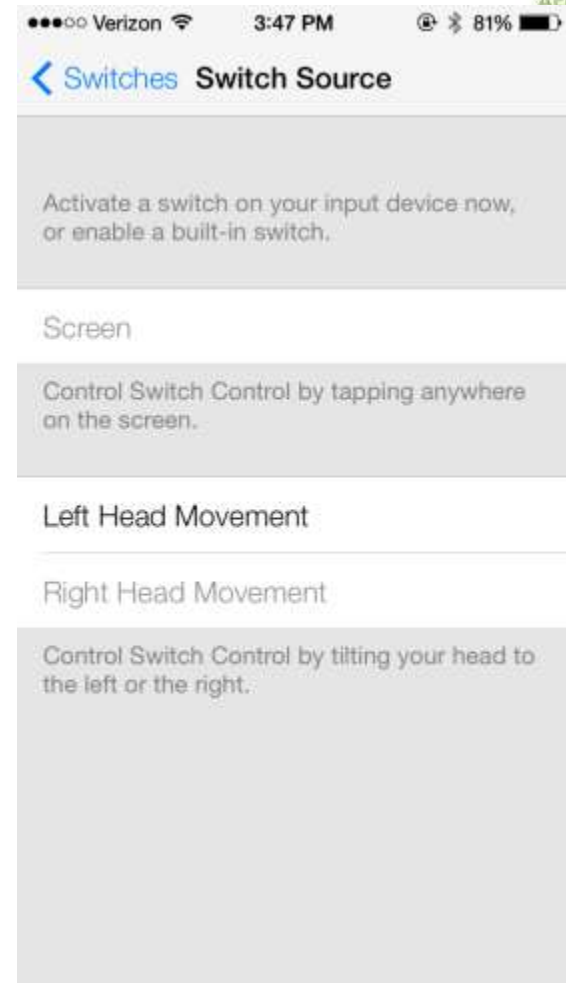 Verizon 3:47 PM 81%
Switches Switch Source
Activate a switch on your input device now,
or enable a built-in switch.
Screen
Control Switch Control by tapping anywhere
on the screen.
Left Head Movement
Right Head Movement
Control Switch Control by tilting your head to
the left or the right.